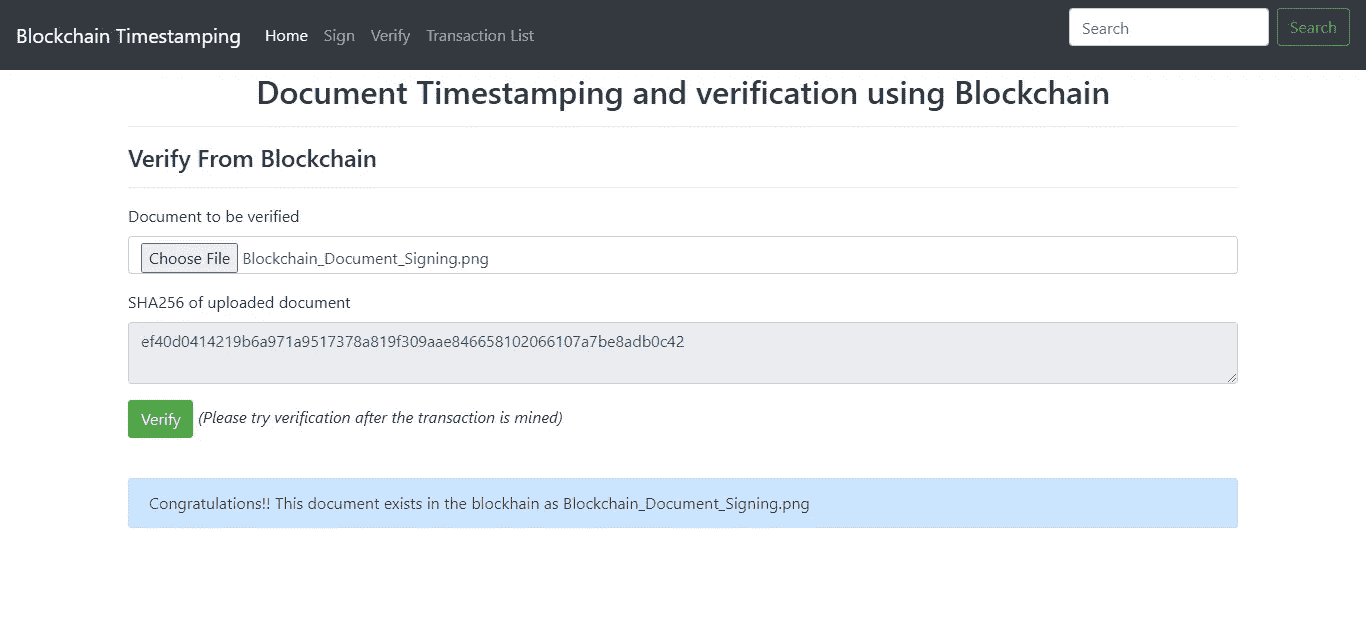 Blockchain Timestamping Home Sign Verify Transaction List Search Search
Document Timestamping and verification using Blockchain
Verify From Blockchain
Document to be verified
Choose File Blockchain_Document_Signing.png
SHA256 of uploaded document
ef40d0414219b6a971a9517378a819f309aae846658102066107a7be8adb0c42
Verify (Please try verification after the transaction is mined)
Congratulations!! This document exists in the blockhain as Blockchain_Document_Signing.png